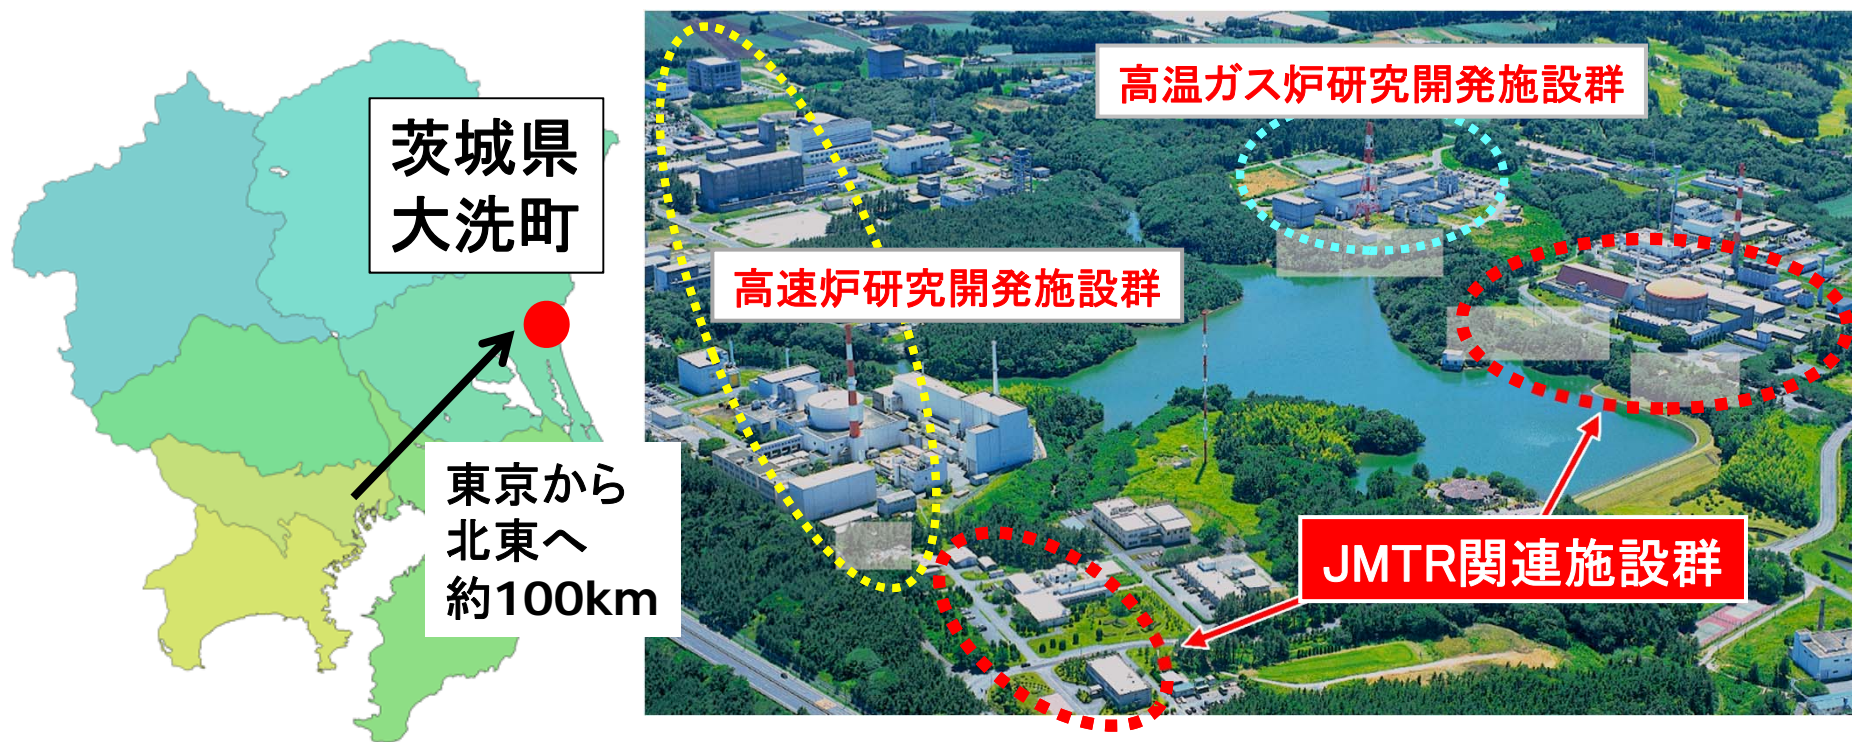 茨城県
大洗町
東京から
北東へ
約100km
高温ガス炉研究開発施設群
高速炉研究開発施設群
JMTR関連施設群